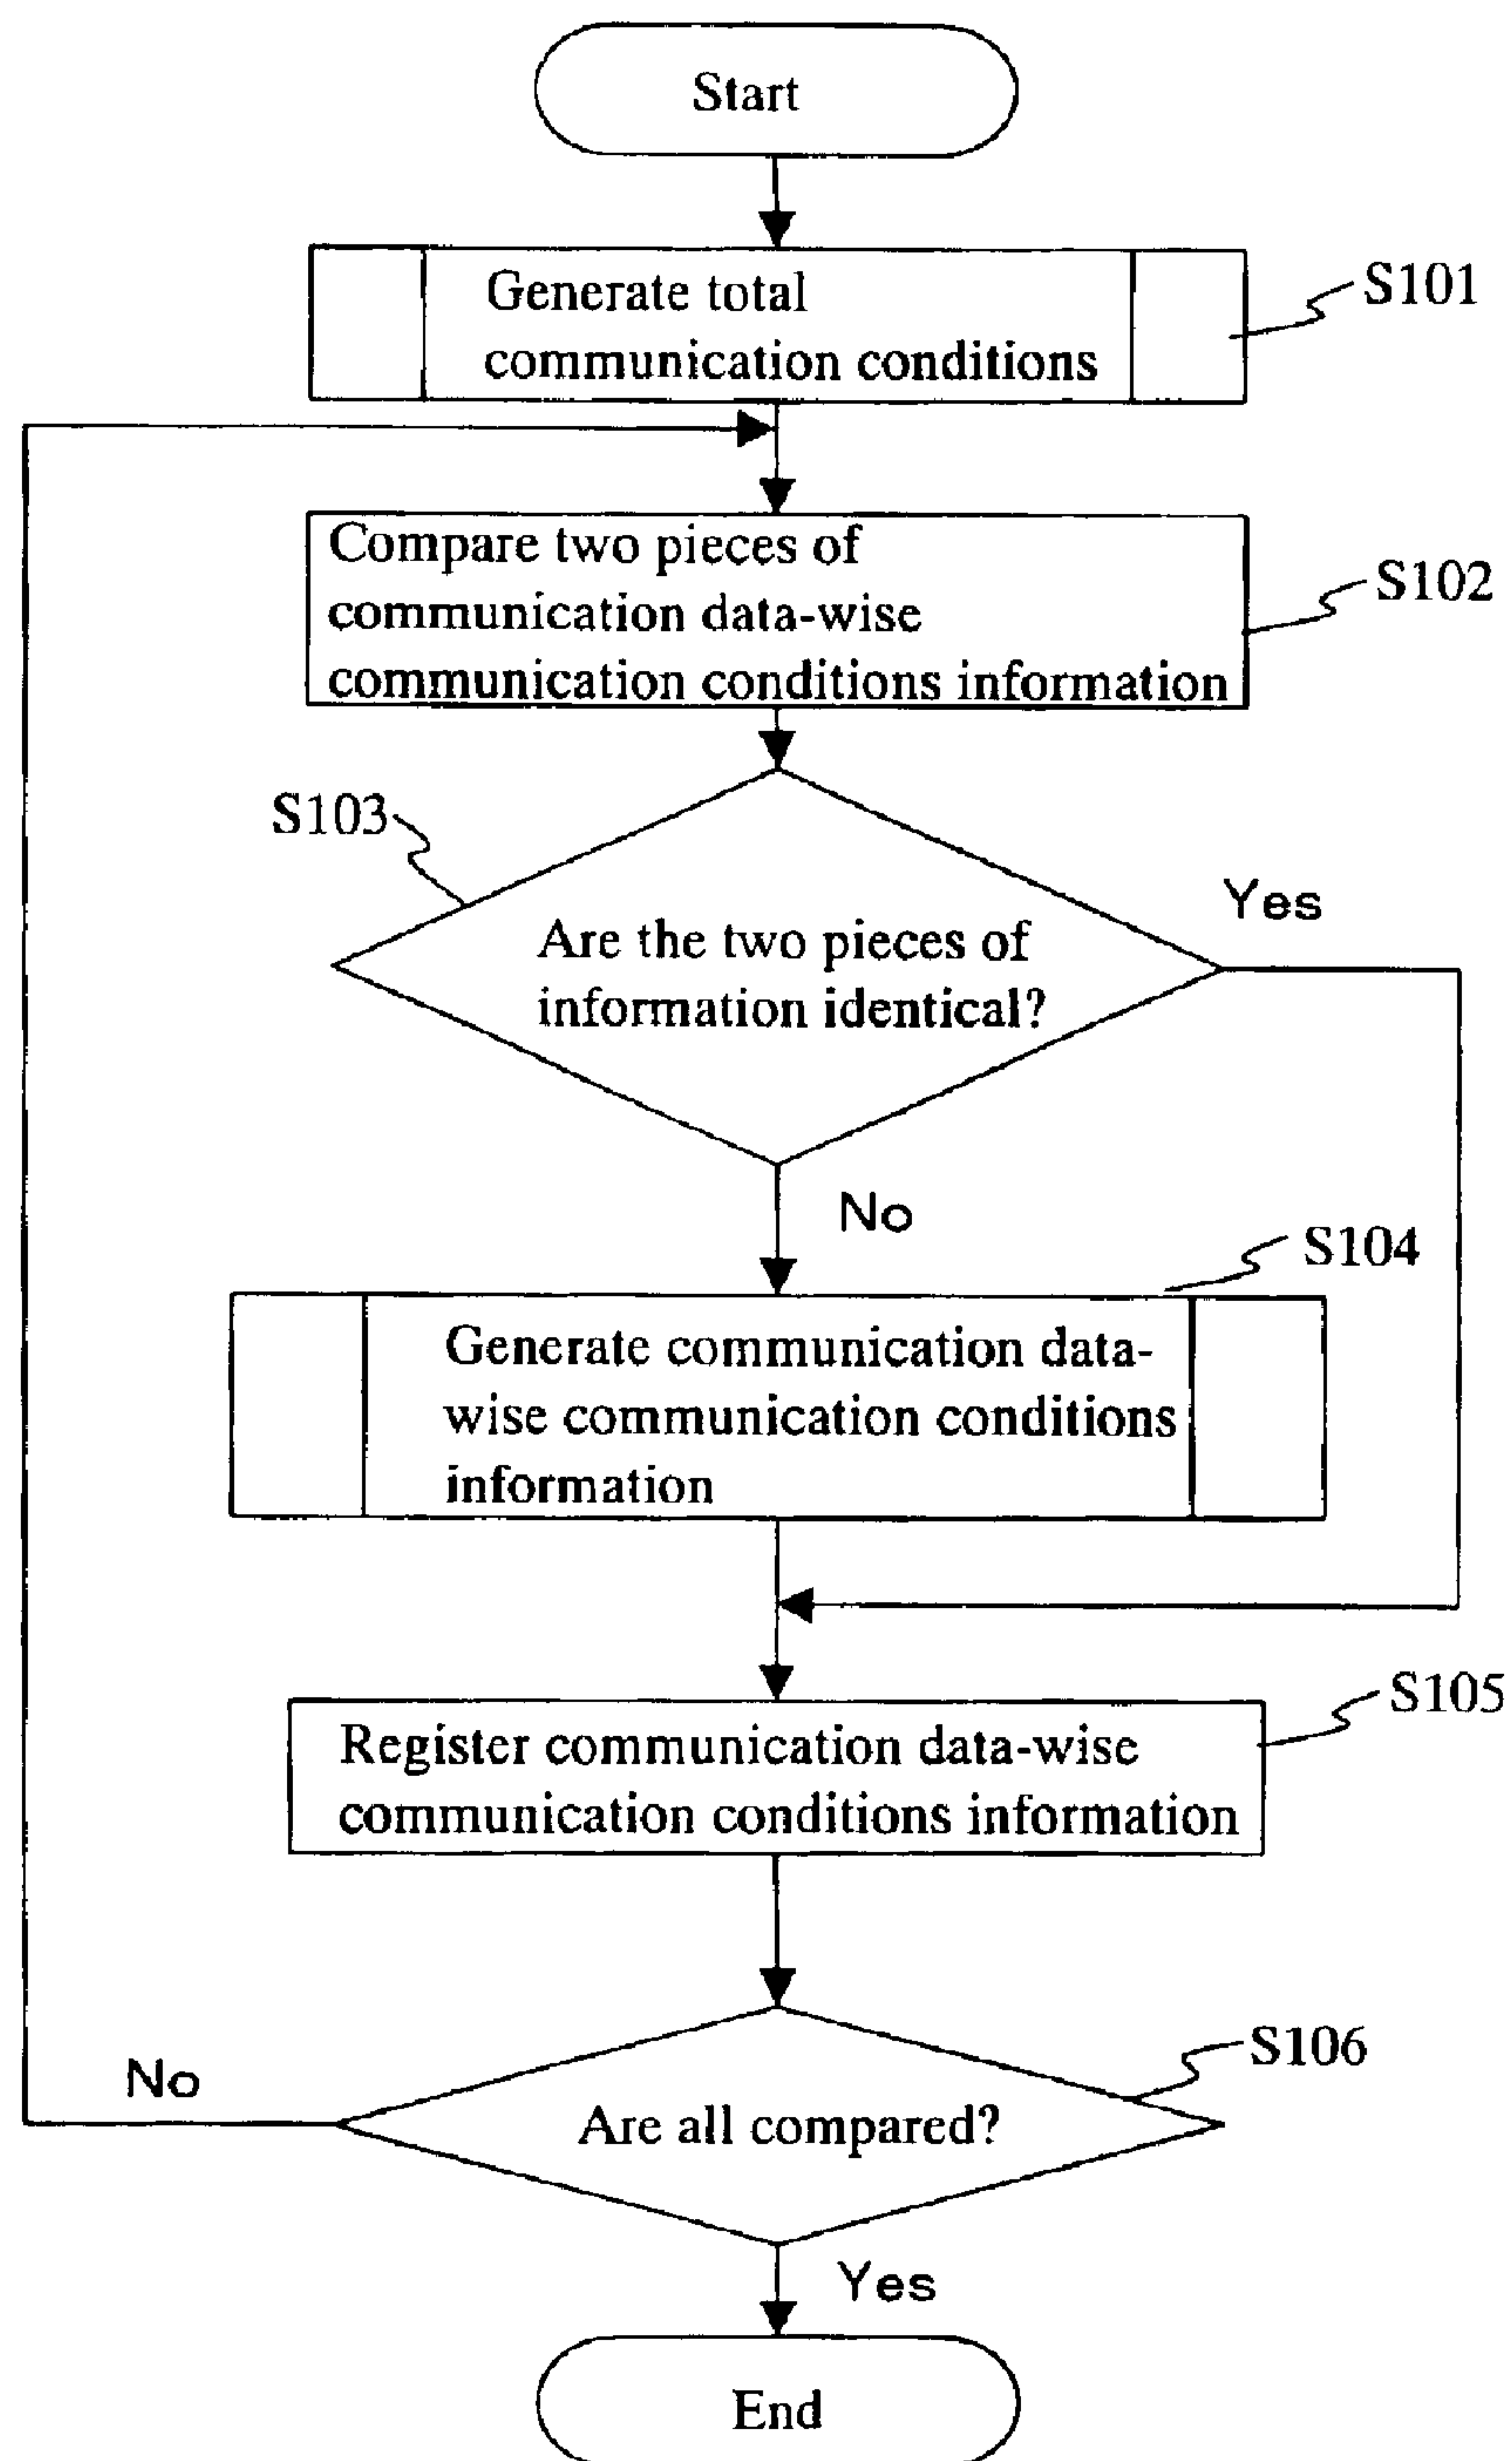 Start
Generate total
communication conditions
S101
Compare two pieces of
communication data-wise
communication conditions information
S102
S103
Are the two pieces of
information identical?
Yes
No
S104
Generate communication data-
wise communication conditions
information
S105
Register communication data-wise
communication conditions information
S106
Are all compared?
No
Yes
End